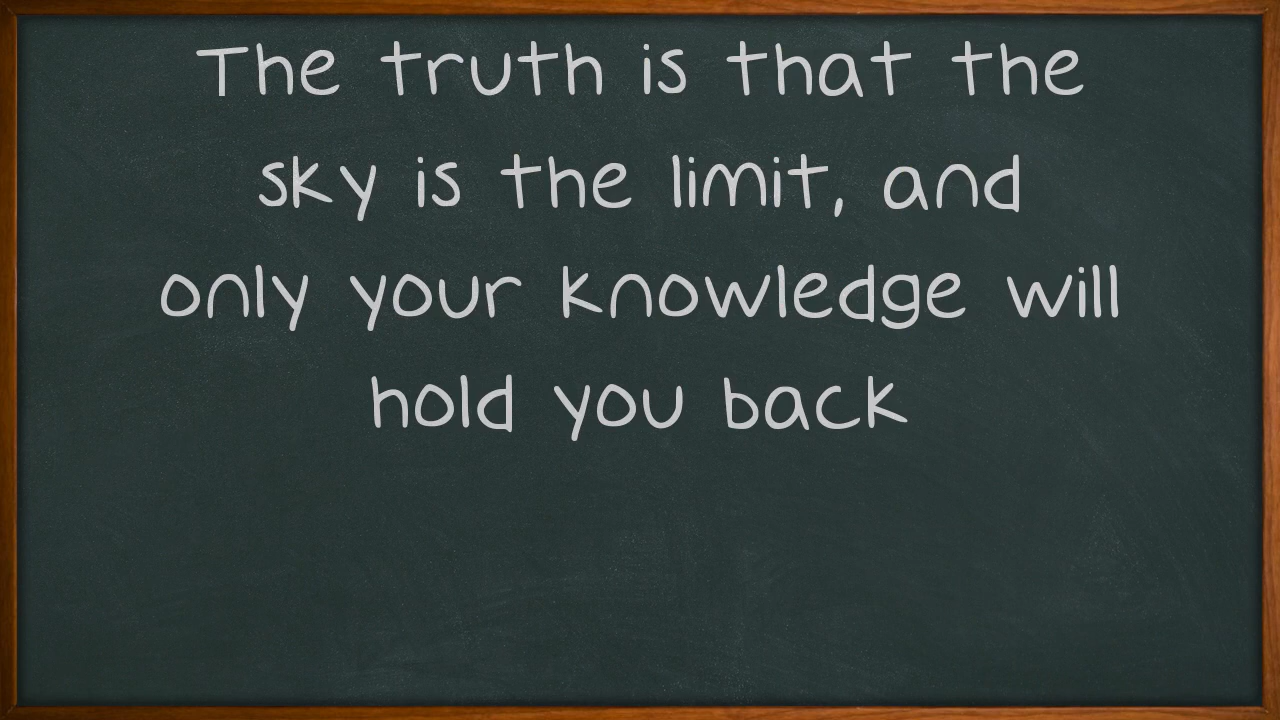 The truth is that the
sky is the limit, and
only your knowledge will
hold you back